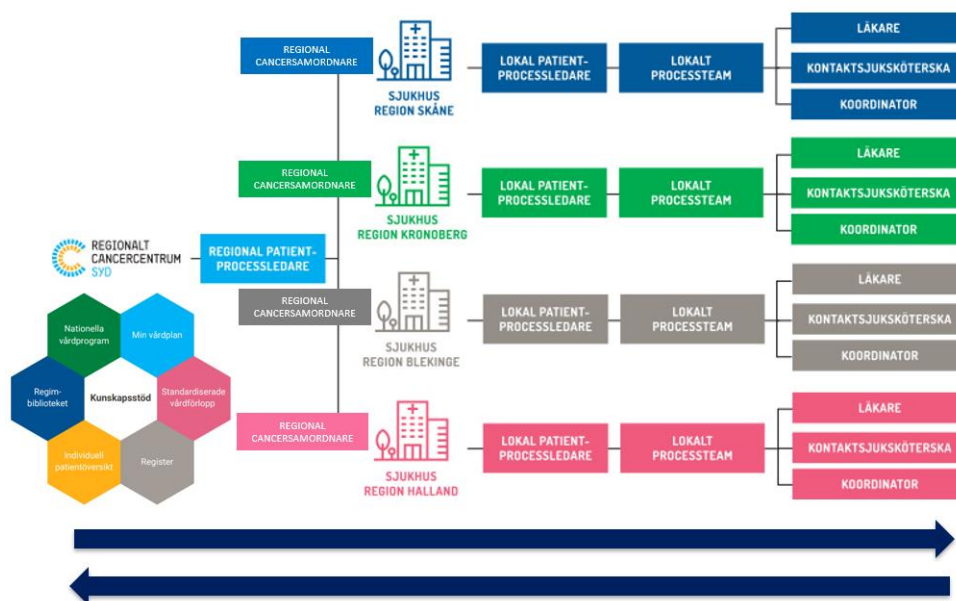 REGIONALT
CANCERCENTRUM
SYD
REGIONAL PATIENT-
PROCESSLEDARE
REGIONAL
CANCERSAMORDNARE
SJUKHUS
REGION SKÅNE
LOKAL PATIENT-
PROCESSLEDARE
LOKALT
PROCESSTEAM
LÄKARE
KONTAKTSJUKSKÖTERSKA
KOORDINATOR
REGIONAL
CANCERSAMORDNARE
SJUKHUS
REGION KRONOBERG
LOKAL PATIENT-
PROCESSLEDARE
LOKALT
PROCESSTEAM
LÄKARE
KONTAKTSJUKSKÖTERSKA
KOORDINATOR
REGIONAL
CANCERSAMORDNARE
SJUKHUS
REGION BLEKINGE
LOKAL PATIENT-
PROCESSLEDARE
LOKALT
PROCESSTEAM
LÄKARE
KONTAKTSJUKSKÖTERSKA
KOORDINATOR
REGIONAL
CANCERSAMORDNARE
SJUKHUS
REGION HALLAND
LOKAL PATIENT-
PROCESSLEDARE
LOKALT
PROCESSTEAM
LÄKARE
KONTAKTSJUKSKÖTERSKA
KOORDINATOR
Nationella
vårdprogram
Min vårdplan
Regim-
biblioteket
Kunskapsstöd
Standardiserade
vårdförlopp
Individuell
patientöversikt
Register